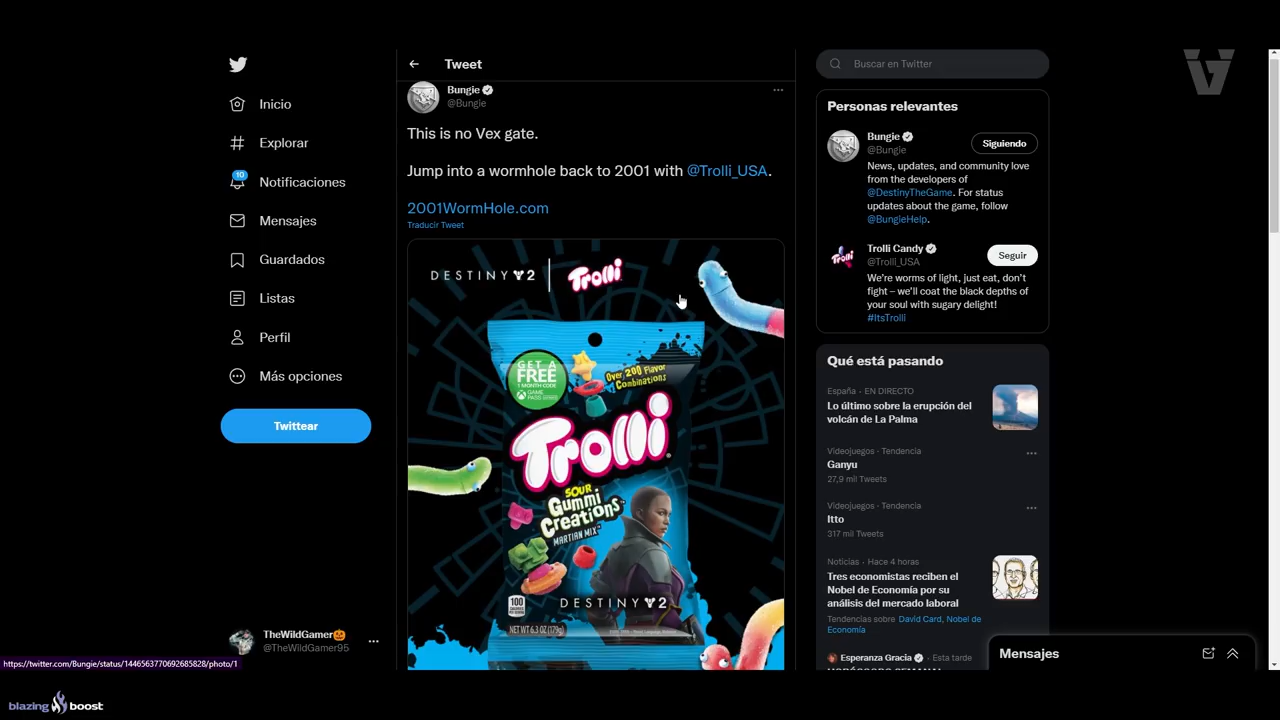 Inicio
Explorar
10
Notificaciones
Mensajes
Guardados
Listas
Perfil
Más opciones
Twittear
TheWildGamer🎃
@TheWildGamer95
https://twitter.com/Bungie/status/1446563770692685828/photo/1
blazing boost
Tweet
Bungie
@Bungie
This is no Vex gate.
Jump into a wormhole back to 2001 with @Trolli_USA.
2001WormHole.com
Traducir Tweet
DESTINY 2 | Trolli
GET A
FREE
1 MONTH CODE
XBOX
GAME PASS
Over 200 Flavor
Combinations
Trolli
SOUR
Gummi
Creations
MARTIAN MIX
100
DESTINY 2
NET WT 6.3 OZ (179g)
Buscar en Twitter
Personas relevantes
Bungie
@Bungie
Siguiendo
News, updates, and community love
from the developers of
@DestinyTheGame. For status
updates about the game, follow
@BungieHelp.
Trolli Candy
@Trolli_USA
Seguir
We're worms of light, just eat, don't
fight – we'll coat the black depths of
your soul with sugary delight!
#ItsTrolli
Qué está pasando
España · EN DIRECTO
Lo último sobre la erupción del
volcán de La Palma
Videojuegos · Tendencia
Ganyu
27,9 mil Tweets
Videojuegos · Tendencia
Itto
317 mil Tweets
Noticias · Hace 4 horas
Tres economistas reciben el
Nobel de Economía por su
análisis del mercado laboral
Tendencias sobre David Card, Nobel de
Economía
Esperanza Gracia · Esta tarde
Mensajes